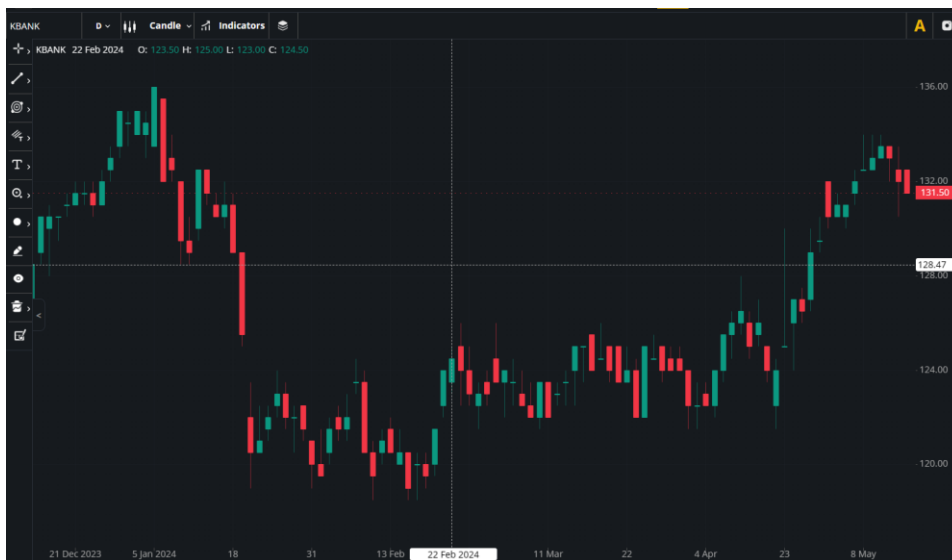 KBANK D Candle Indicators A
KBANK 22 Feb 2024 O: 123.50 H: 125.00 L: 123.00 C: 124.50
136.00
132.00
131.50
128.47
128.00
124.00
120.00
21 Dec 2023 5 Jan 2024 18 31 13 Feb 22 Feb 2024 11 Mar 22 4 Apr 23 8 May